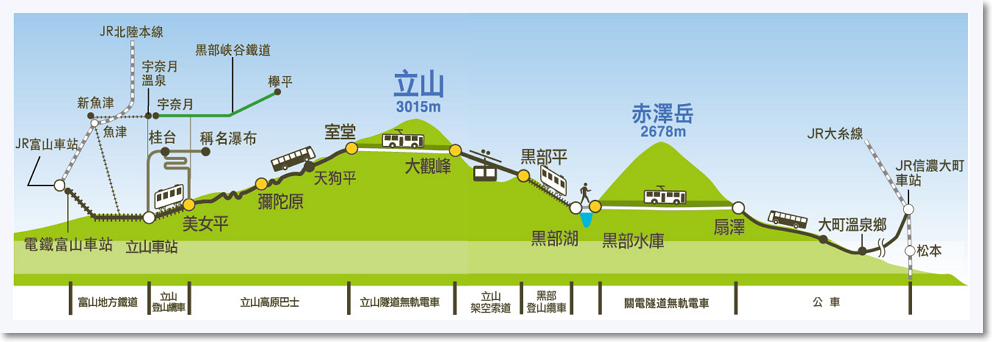 JR北陸本線
黒部峡谷鐵道
宇奈月
溫泉
欅平
立山
3015m
新魚津
宇奈月
赤澤岳
2678m
魚津
桂台
稱名瀑布
室堂
JR大糸線
JR富山車站
大觀峰
黑部平
JR信濃大町
車站
天狗平
彌陀原
美女平
電鐵富山車站
立山車站
黑部湖
黑部水庫
扇澤
大町溫泉鄉
松本
富山地方鐵道
立山
登山纜車
立山高原巴士
立山隧道無軌電車
立山
架空索道
黑部
登山纜車
關電隧道無軌電車
公 車